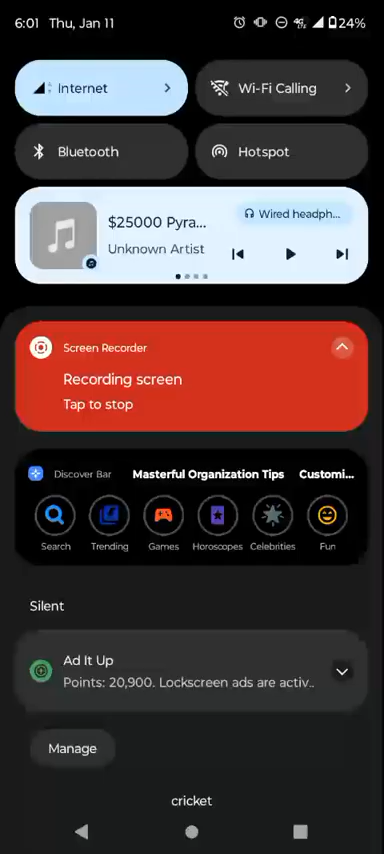 6:01 Thu, Jan 11 4G LTE 24%
Internet
Wi-Fi Calling
Bluetooth
Hotspot
$25000 Pyra...
Wired headph...
Unknown Artist
Screen Recorder
Recording screen
Tap to stop
Discover Bar Masterful Organization Tips Customi...
Search Trending Games Horoscopes Celebrities Fun
Silent
Ad It Up
Points: 20,900. Lockscreen ads are activ..
Manage
cricket